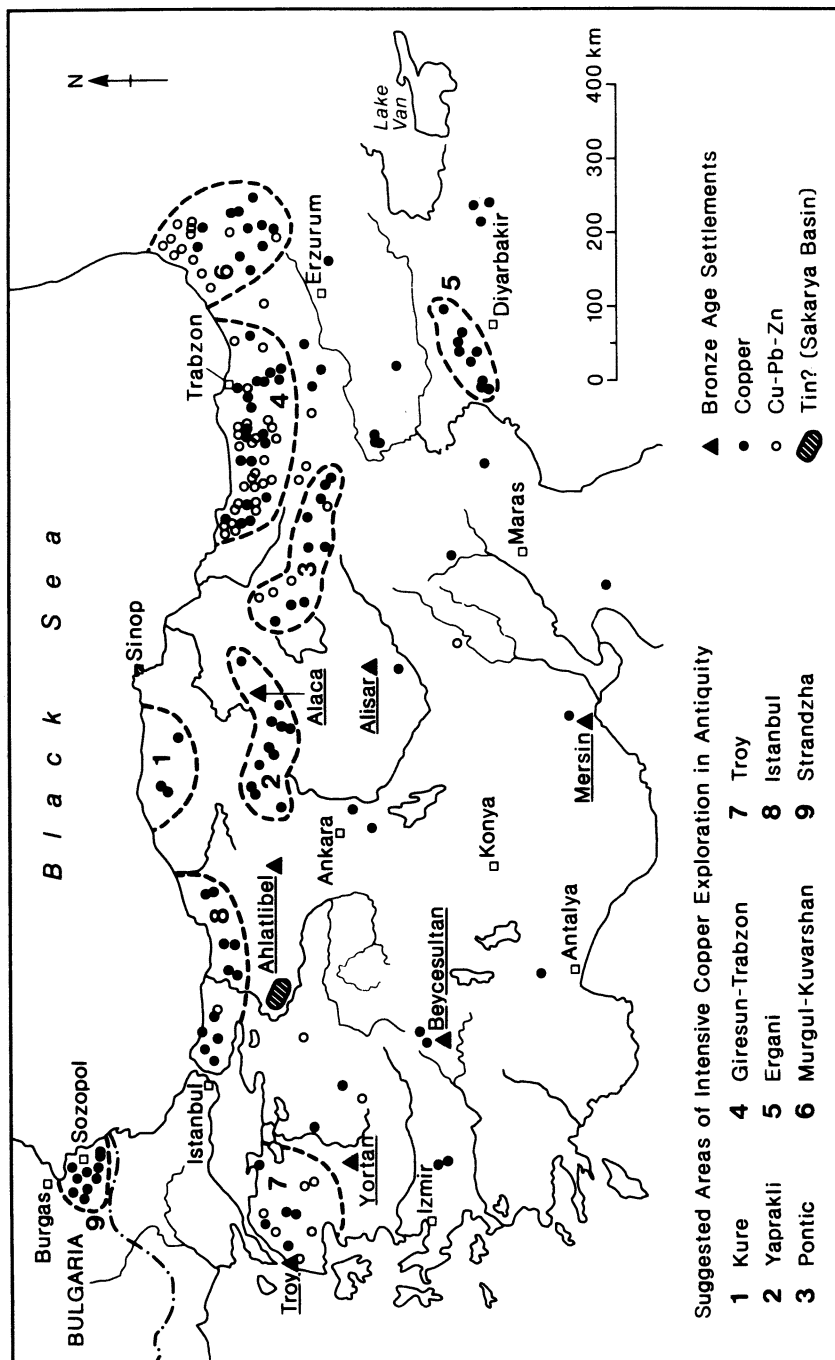 Black Sea
N
BULGARIA
Burgas
Sozopol
9
Istanbul
8
1
Sinop
2
Alaca
3
4
Trabzon
6
Erzurum
Lake
Van
7
Troy
Yortan
Izmir
Ahlatlibel
Ankara
Alisar
Beycesultan
Konya
Antalya
Mersin
Maras
5
Diyarbakir
0 100 200 300 400 km
Suggested Areas of Intensive Copper Exploration in Antiquity
1 Kure 4 Giresun-Trabzon 7 Troy
2 Yaprakli 5 Ergani 8 Istanbul
3 Pontic 6 Murgul-Kuvarshan 9 Strandzha
Bronze Age Settlements
Copper
Cu-Pb-Zn
Tin? (Sakarya Basin)